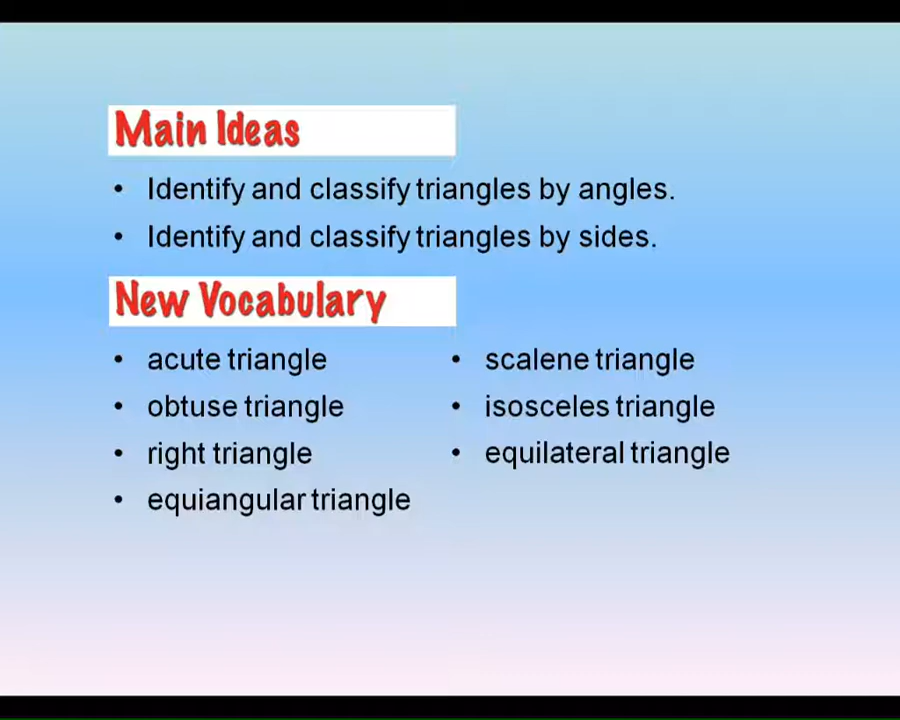 Main Ideas
• Identify and classify triangles by angles.
• Identify and classify triangles by sides.
New Vocabulary
• acute triangle
• obtuse triangle
• right triangle
• equiangular triangle
• scalene triangle
• isosceles triangle
• equilateral triangle